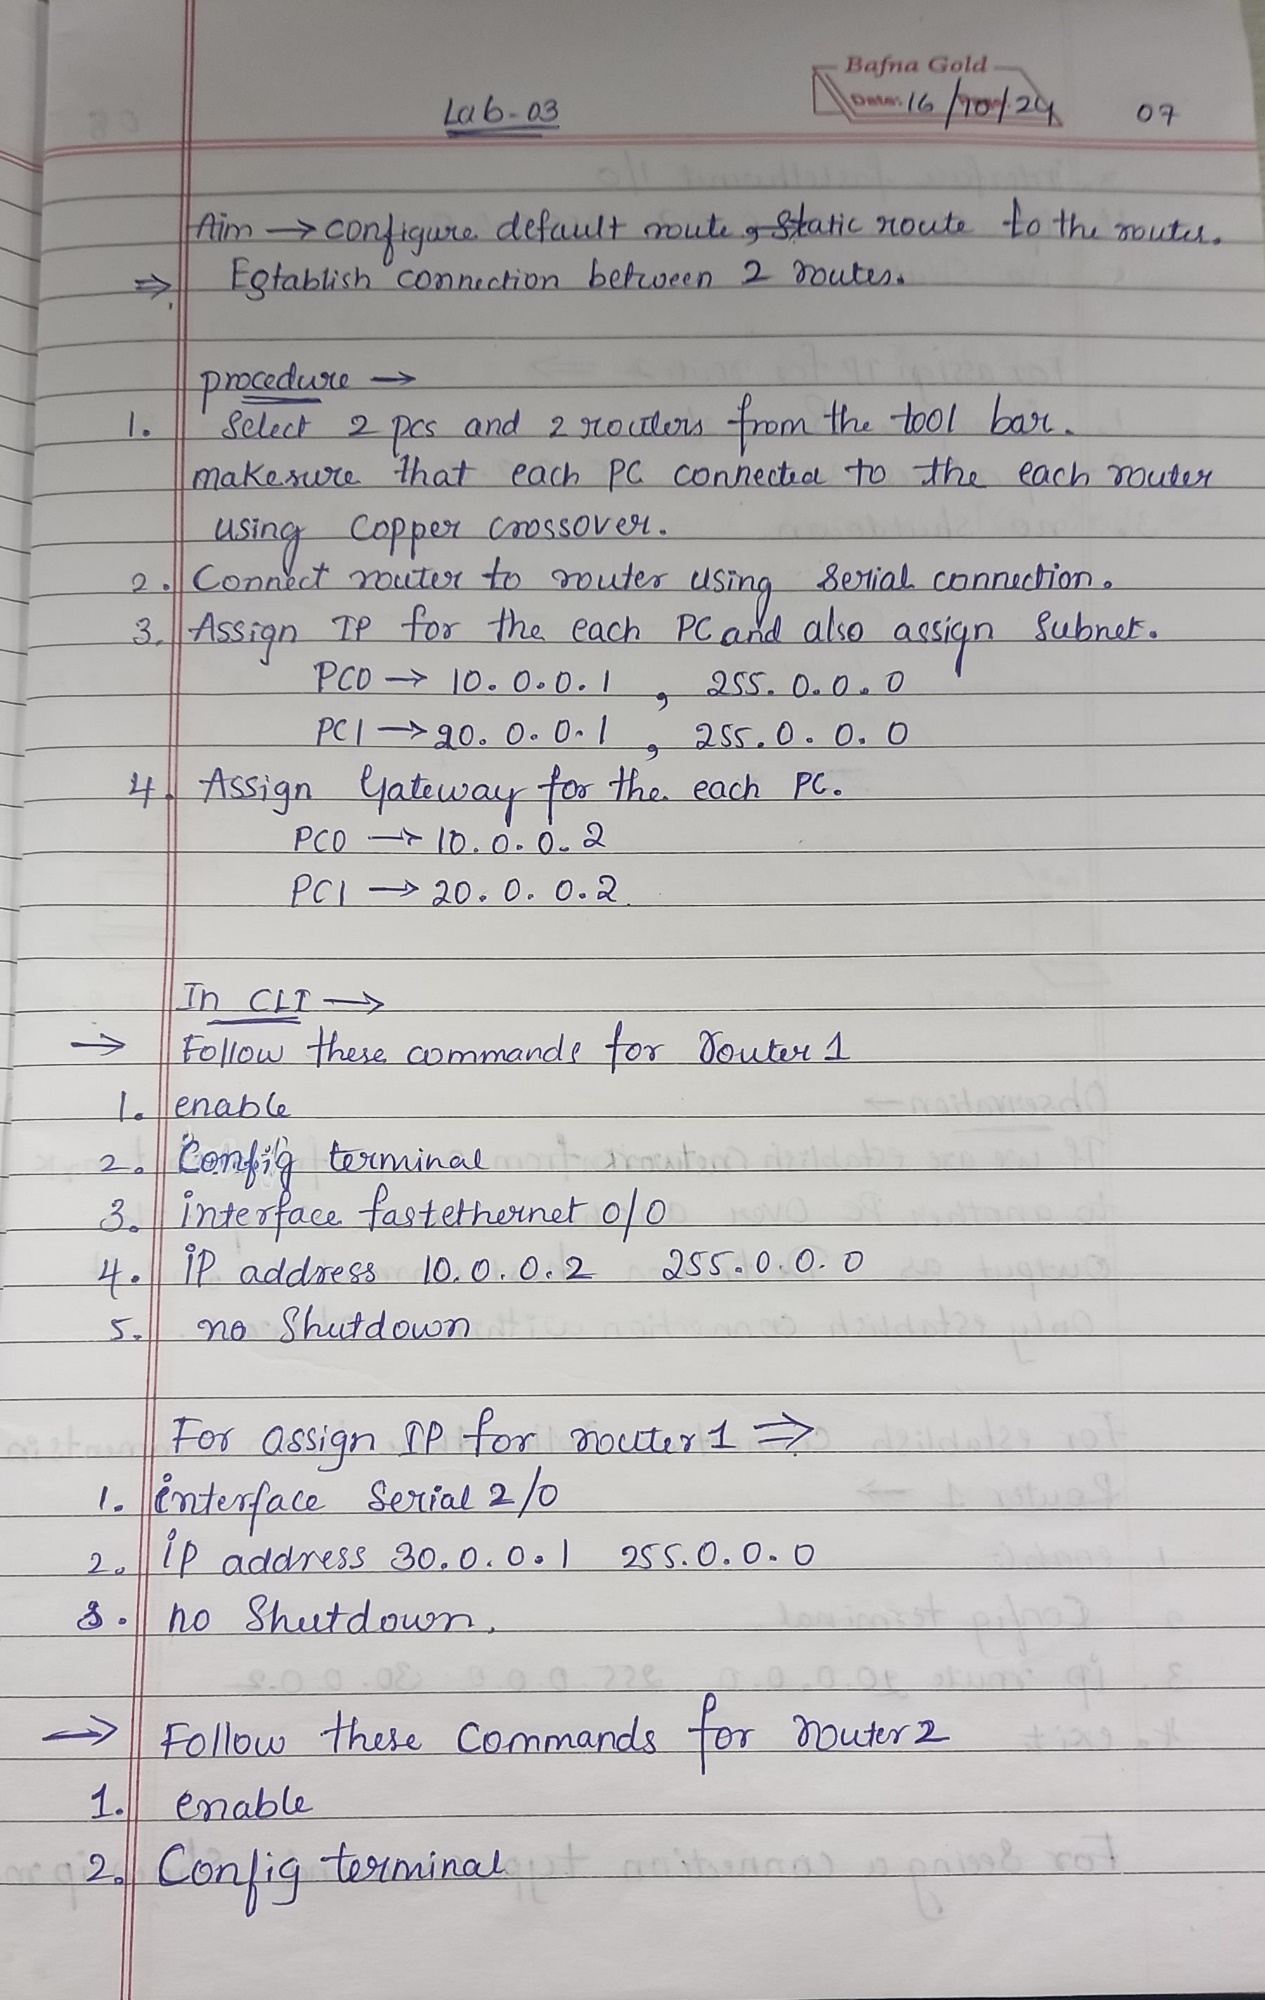 Bafna Gold
Date: 16/10/24
07
Lab-03
Aim → configure default route, static route to the router.
⇒ Establish connection between 2 routes.
procedure →
1. Select 2 pcs and 2 routers from the tool bar.
make sure that each PC connected to the each router
using Copper crossover.
2. Connect router to router using Serial connection.
3. Assign IP for the each PC and also assign Subnet.
PC0 → 10.0.0.1 , 255.0.0.0
PC1 → 20.0.0.1 , 255.0.0.0
4. Assign Gateway for the each PC.
PC0 → 10.0.0.2
PC1 → 20.0.0.2
In CLI →
→ Follow these commands for Router 1
1. enable
2. Config terminal
3. interface fastethernet 0/0
4. iP address 10.0.0.2 255.0.0.0
5. no Shutdown
For assign IP for router 1 ⇒
1. interface Serial 2/0
2. ip address 30.0.0.1 255.0.0.0
3. no Shutdown.
→ Follow these Commands for router 2
1. enable
2. Config terminal